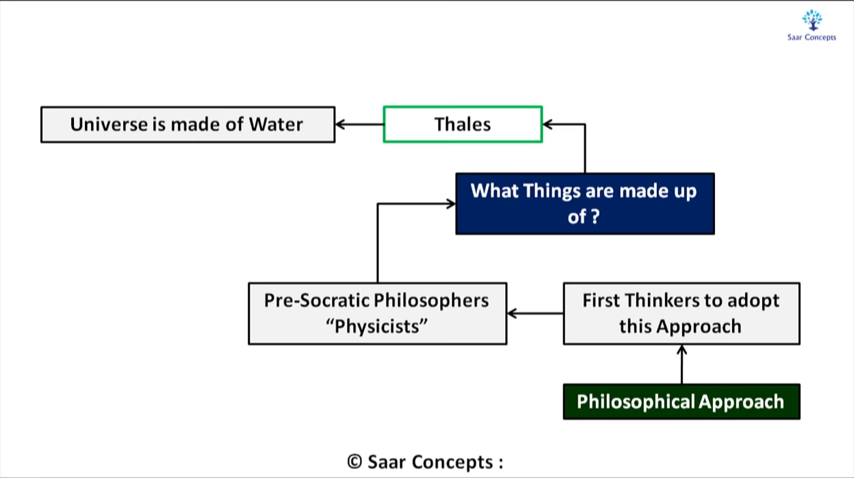 Saar Concepts
Universe is made of Water
Thales
What Things are made up
of ?
Pre-Socratic Philosophers
“Physicists”
First Thinkers to adopt
this Approach
Philosophical Approach
© Saar Concepts :